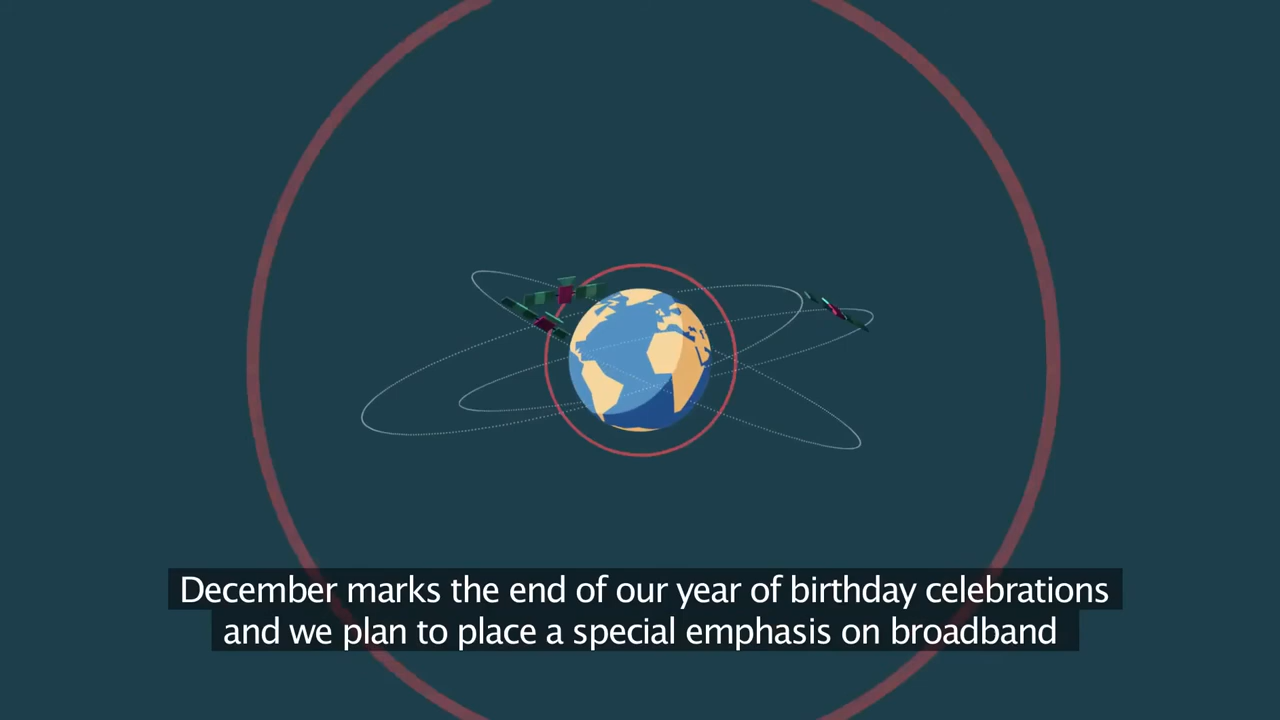 December marks the end of our year of birthday celebrations
and we plan to place a special emphasis on broadband